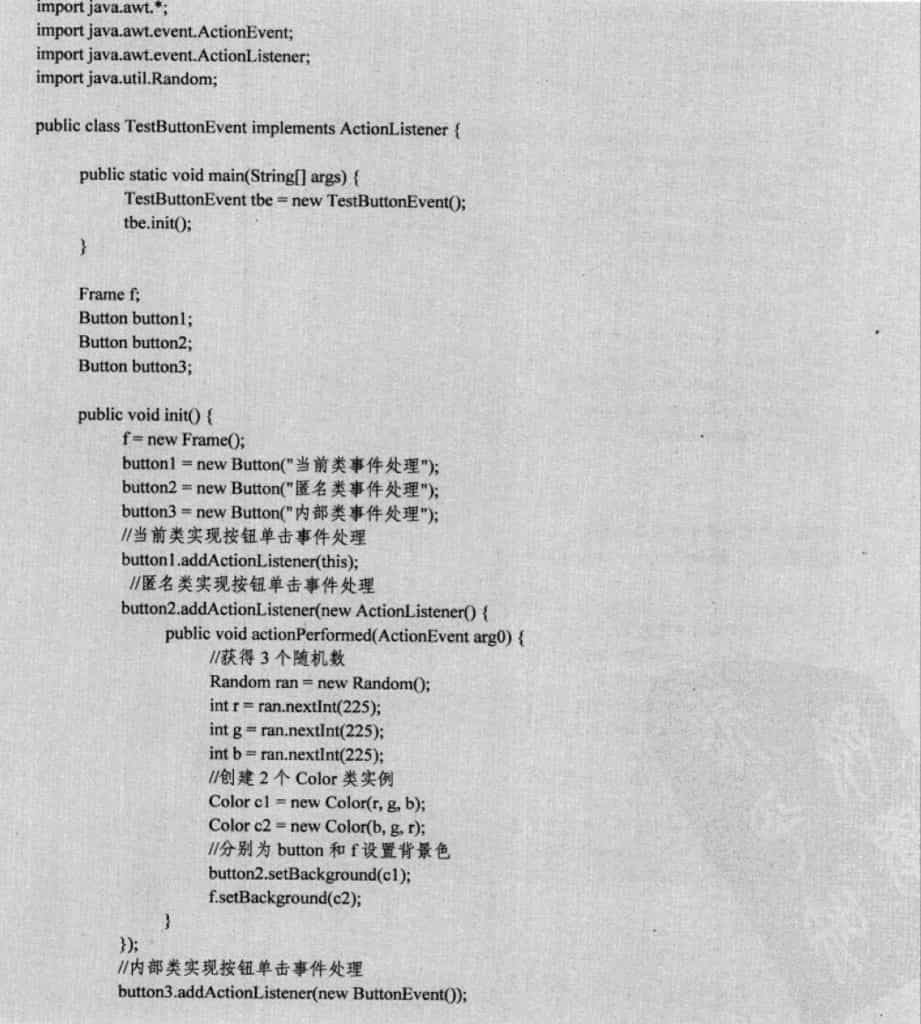 import java.awt.*;
import java.awt.event.ActionEvent;
import java.awt.event.ActionListener;
import java.util.Random;
public class TestButtonEvent implements ActionListener {
public static void main(String[] args) {
TestButtonEvent tbe = new TestButtonEvent();
tbe.init();
}
Frame f;
Button button1;
Button button2;
Button button3;
public void init() {
f = new Frame();
button1 = new Button("当前类事件处理");
button2 = new Button("匿名类事件处理");
button3 = new Button("内部类事件处理");
//当前类实现按钮单击事件处理
button1.addActionListener(this);
//匿名类实现按钮单击事件处理
button2.addActionListener(new ActionListener() {
public void actionPerformed(ActionEvent arg0) {
//获得 3 个随机数
Random ran = new Random();
int r = ran.nextInt(225);
int g = ran.nextInt(225);
int b = ran.nextInt(225);
//创建 2 个 Color 类实例
Color c1 = new Color(r, g, b);
Color c2 = new Color(b, g, r);
//分别为 button 和 f 设置背景色
button2.setBackground(c1);
f.setBackground(c2);
}
});
//内部类实现按钮单击事件处理
button3.addActionListener(new ButtonEvent());